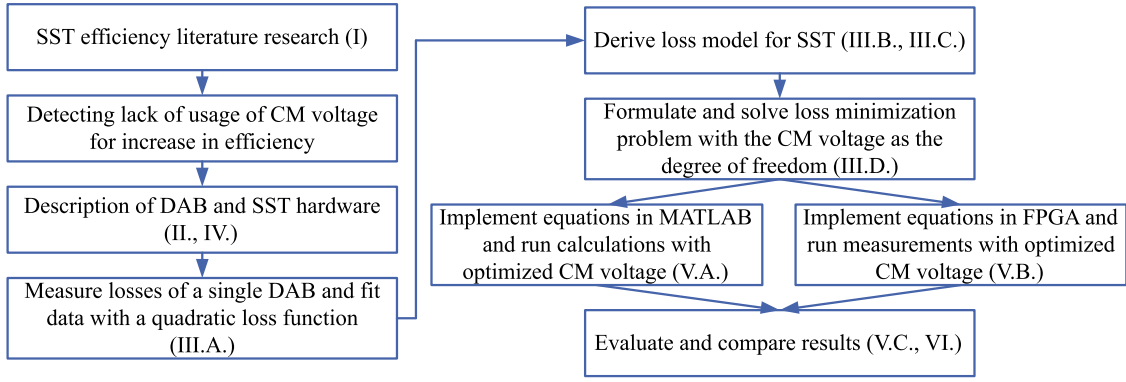 SST efficiency literature research (I)
Detecting lack of usage of CM voltage
for increase in efficiency
Description of DAB and SST hardware
(II., IV.)
Measure losses of a single DAB and fit
data with a quadratic loss function
(III.A.)
Derive loss model for SST (III.B., III.C.)
Formulate and solve loss minimization
problem with the CM voltage as the
degree of freedom (III.D.)
Implement equations in MATLAB
and run calculations with
optimized CM voltage (V.A.)
Implement equations in FPGA and
run measurements with optimized
CM voltage (V.B.)
Evaluate and compare results (V.C., VI.)